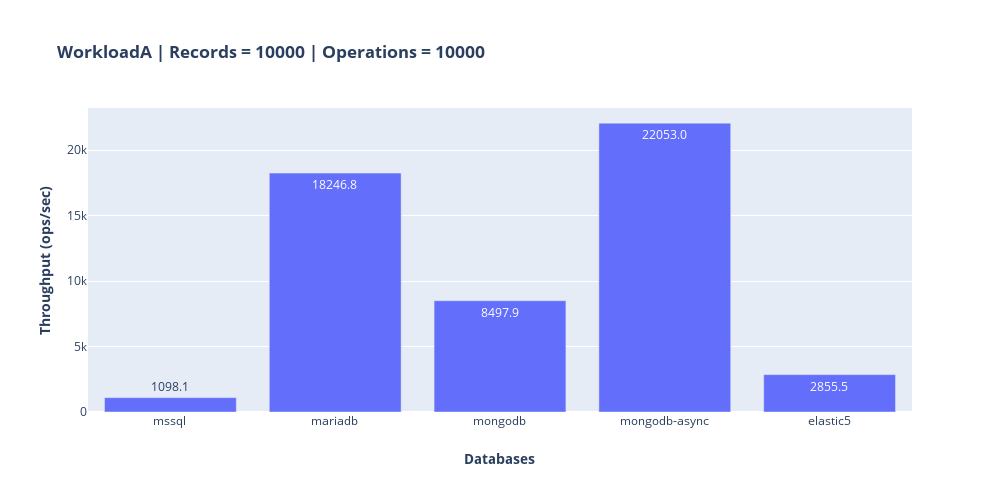 WorkloadA | Records = 10000 | Operations = 10000
Throughput (ops/sec)
20k
15k
10k
5k
0
1098.1
18246.8
8497.9
22053.0
2855.5
mssql
mariadb
mongodb
mongodb-async
elastic5
Databases